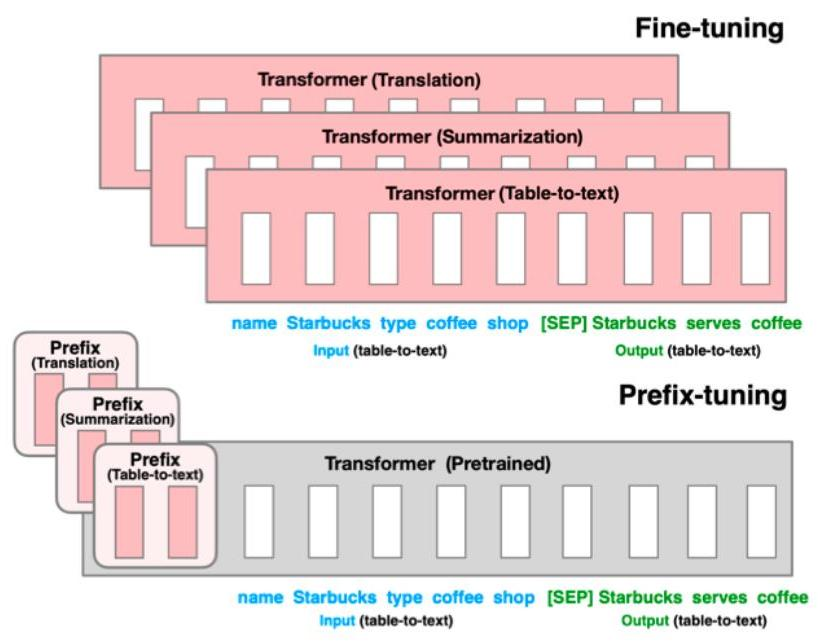 Fine-tuning
Transformer (Translation)
Transformer (Summarization)
Transformer (Table-to-text)
name Starbucks type coffee shop [SEP] Starbucks serves coffee
Input (table-to-text) Output (table-to-text)
Prefix-tuning
Prefix
(Translation)
Prefix
(Summarization)
Prefix
(Table-to-text)
Transformer (Pretrained)
name Starbucks type coffee shop [SEP] Starbucks serves coffee
Input (table-to-text) Output (table-to-text)